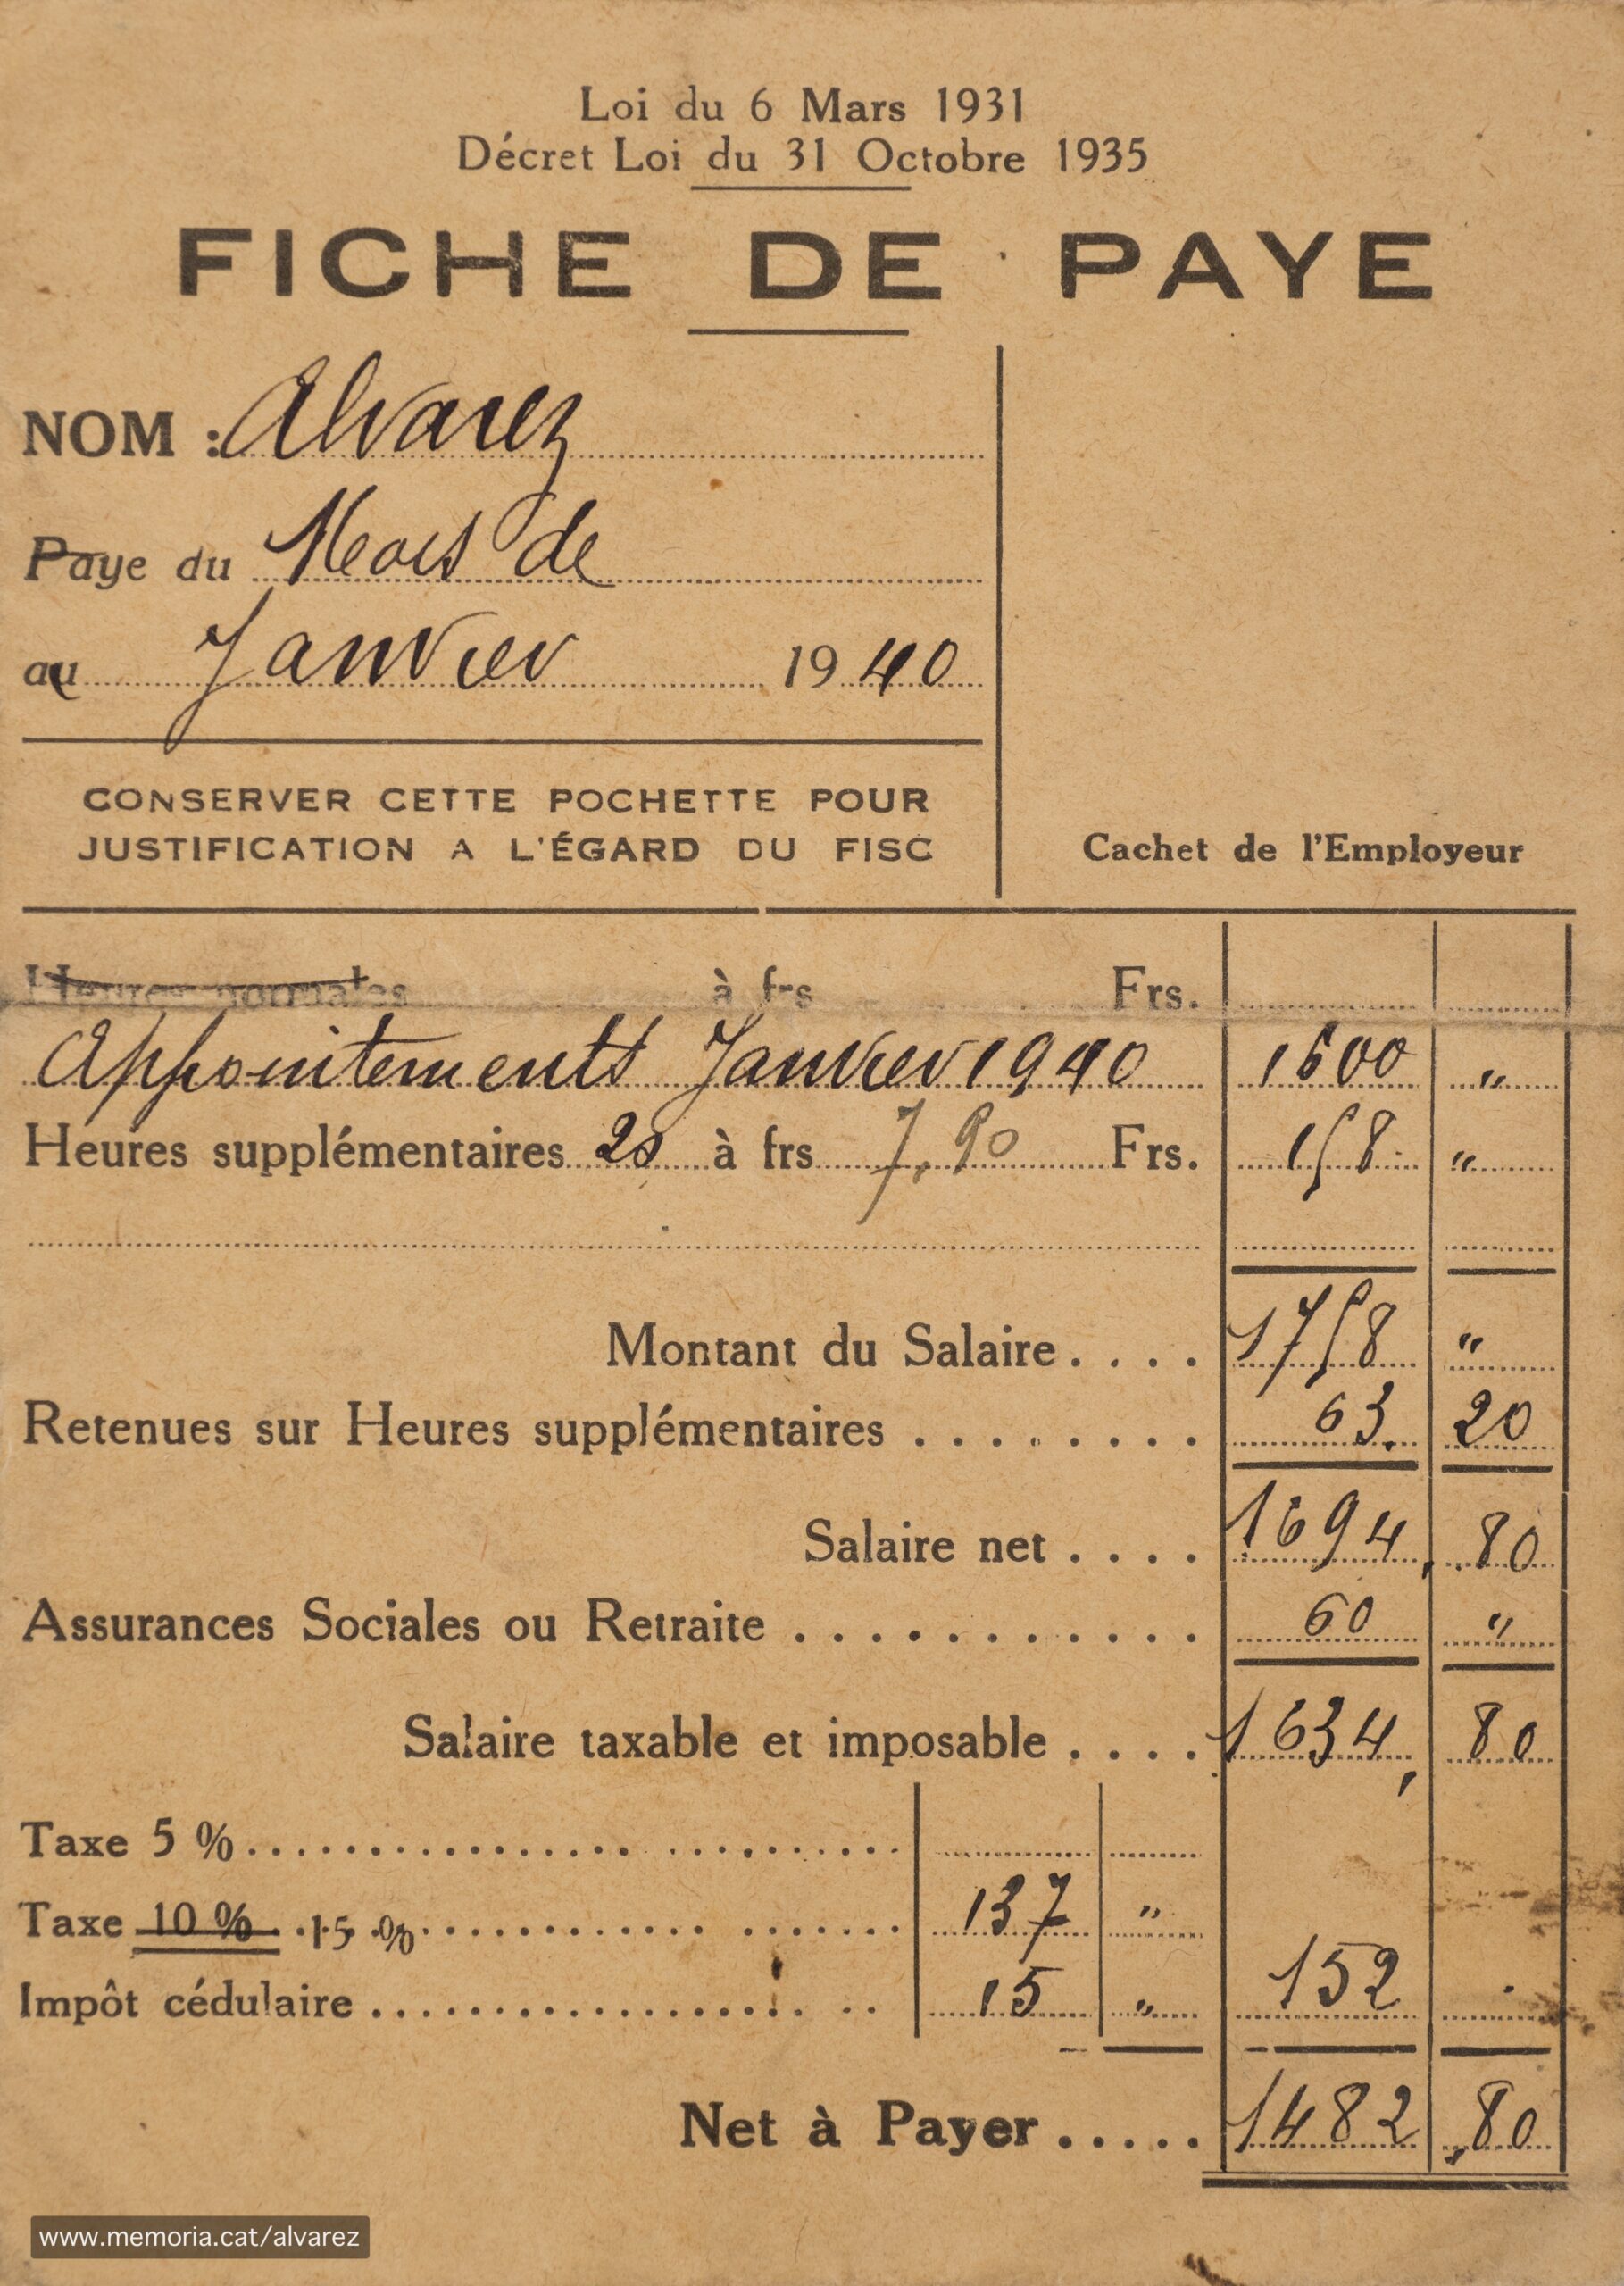 Loi du 6 Mars 1931
Décret Loi du 31 Octobre 1935
FICHE DE PAYE
NOM : Alvarez
Paye du Mois de
au Janvier 1940
CONSERVER CETTE POCHETTE POUR
JUSTIFICATION A L'ÉGARD DU FISC
Cachet de l'Employeur
Heures normales à frs Frs.
Appointements Janvier 1940 1600 "
Heures supplémentaires 20 à frs 7,90 Frs. 158 "
Montant du Salaire 1758 "
Retenues sur Heures supplémentaires 63. 20
Salaire net 1694, 80
Assurances Sociales ou Retraite 60 "
Salaire taxable et imposable 1634, 80
Taxe 5 %
Taxe 10 % 15 % 137 "
Impôt cédulaire 15 " 152
Net à Payer 1482, 80
www.memoria.cat/alvarez